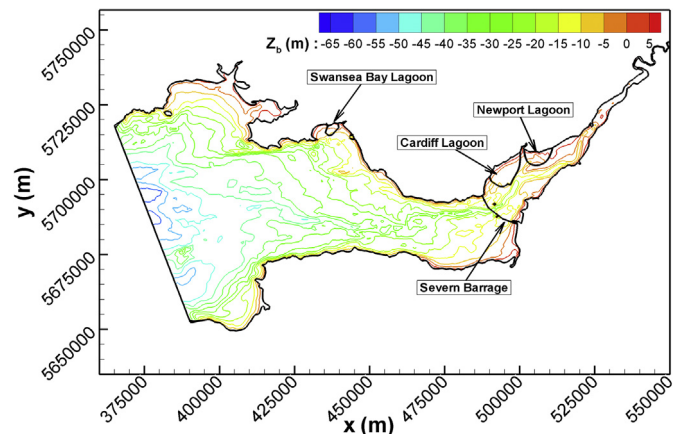 Z_b (m) : -65 -60 -55 -50 -45 -40 -35 -30 -25 -20 -15 -10 -5 0 5
Swansea Bay Lagoon
Newport Lagoon
Cardiff Lagoon
Severn Barrage
y (m)
5750000
5725000
5700000
5675000
5650000
375000 400000 425000 450000 475000 500000 525000 550000
x (m)